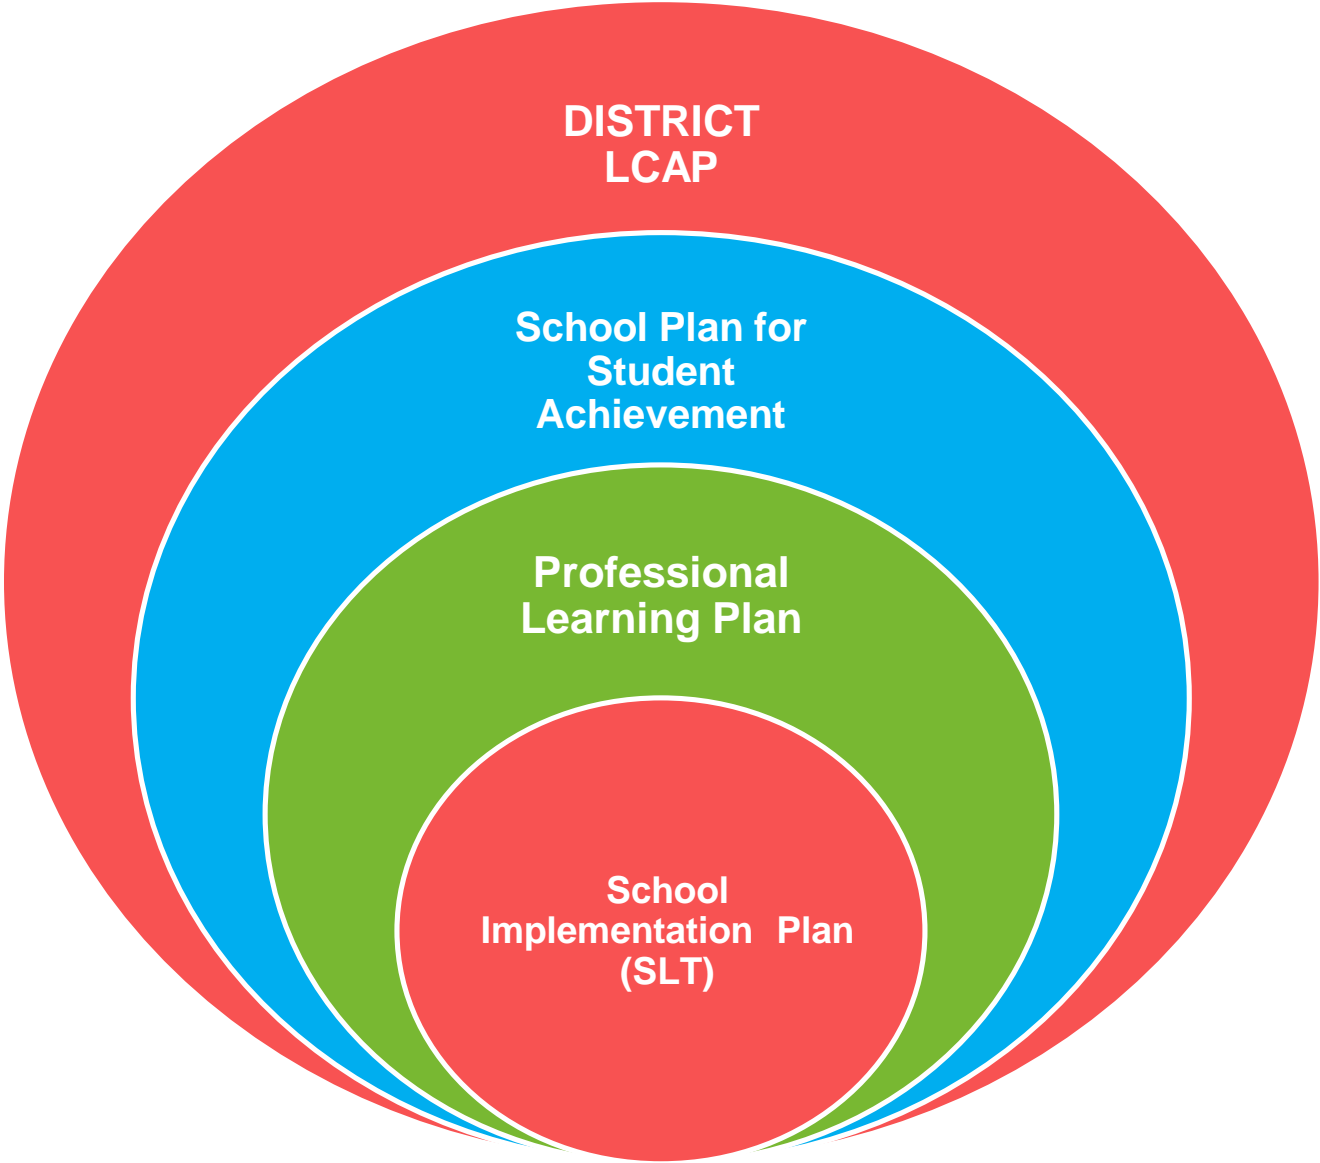 DISTRICT
LCAP
School Plan for
Student
Achievement
Professional
Learning Plan
School
Implementation Plan
(SLT)